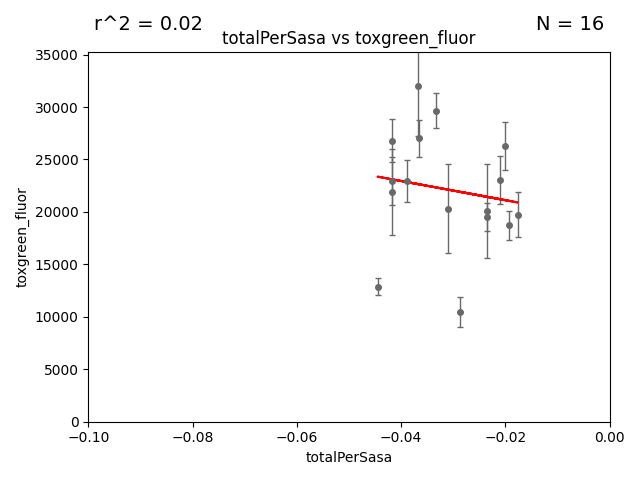 r^2 = 0.02
N = 16
totalPerSasa vs toxgreen_fluor
35000
30000
25000
20000
15000
10000
5000
0
toxgreen_fluor
−0.10
−0.08
−0.06
−0.04
−0.02
0.00
totalPerSasa